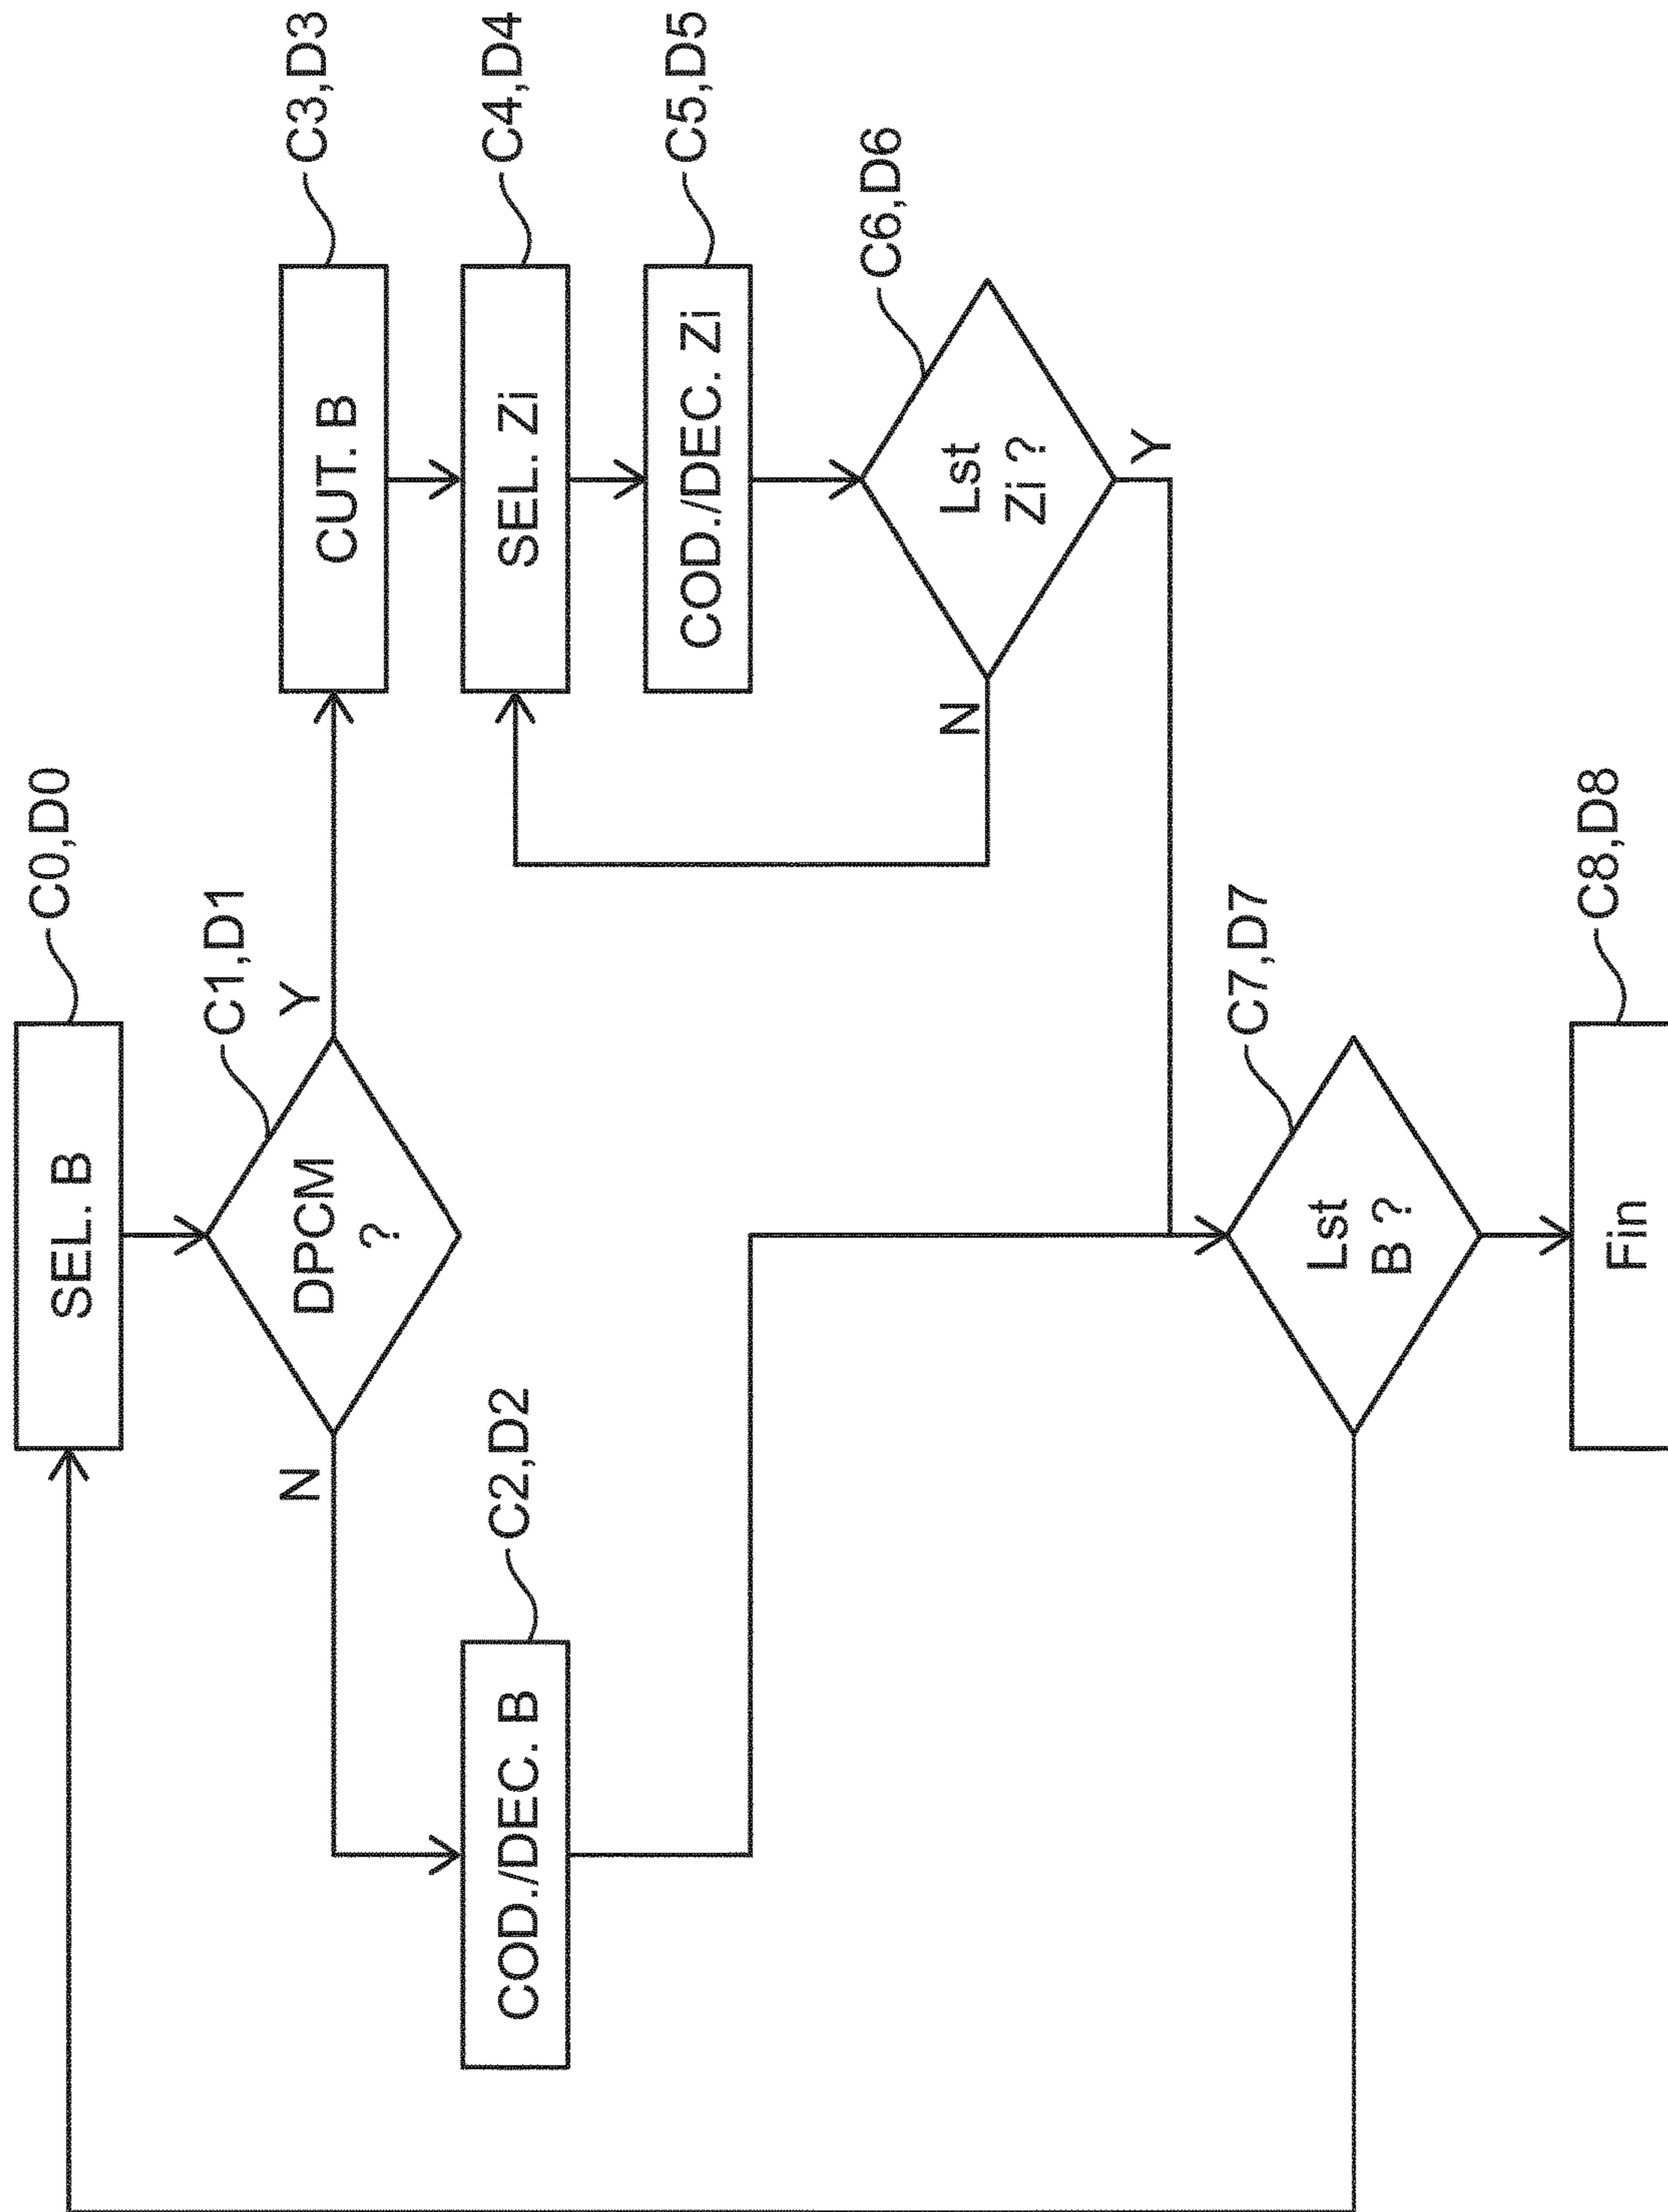 SEL. B
C0,D0
DPCM
?
C1,D1
N
Y
COD./DEC. B
C2,D2
CUT. B
C3,D3
SEL. Zi
C4,D4
COD./DEC. Zi
C5,D5
Lst
Zi ?
C6,D6
N
Y
Lst
B ?
C7,D7
Fin
C8,D8